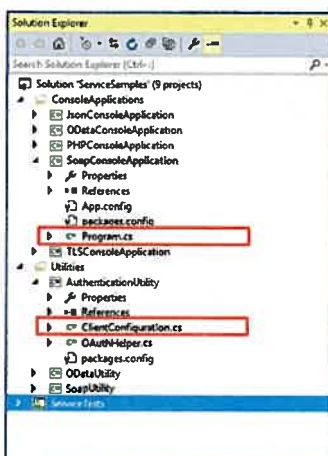 Solution Explorer
Search Solution Explorer (Ctrl+;)
Solution 'ServiceSamples' (9 projects)
ConsoleApplications
JsonConsoleApplication
ODataConsoleApplication
PHPConsoleApplication
SoapConsoleApplication
Properties
References
App.config
packages.config
Program.cs
TLSConsoleApplication
Utilities
AuthenticationUtility
Properties
References
ClientConfiguration.cs
OAuthHelper.cs
packages.config
ODataUtility
SoapUtility
ServiceTests